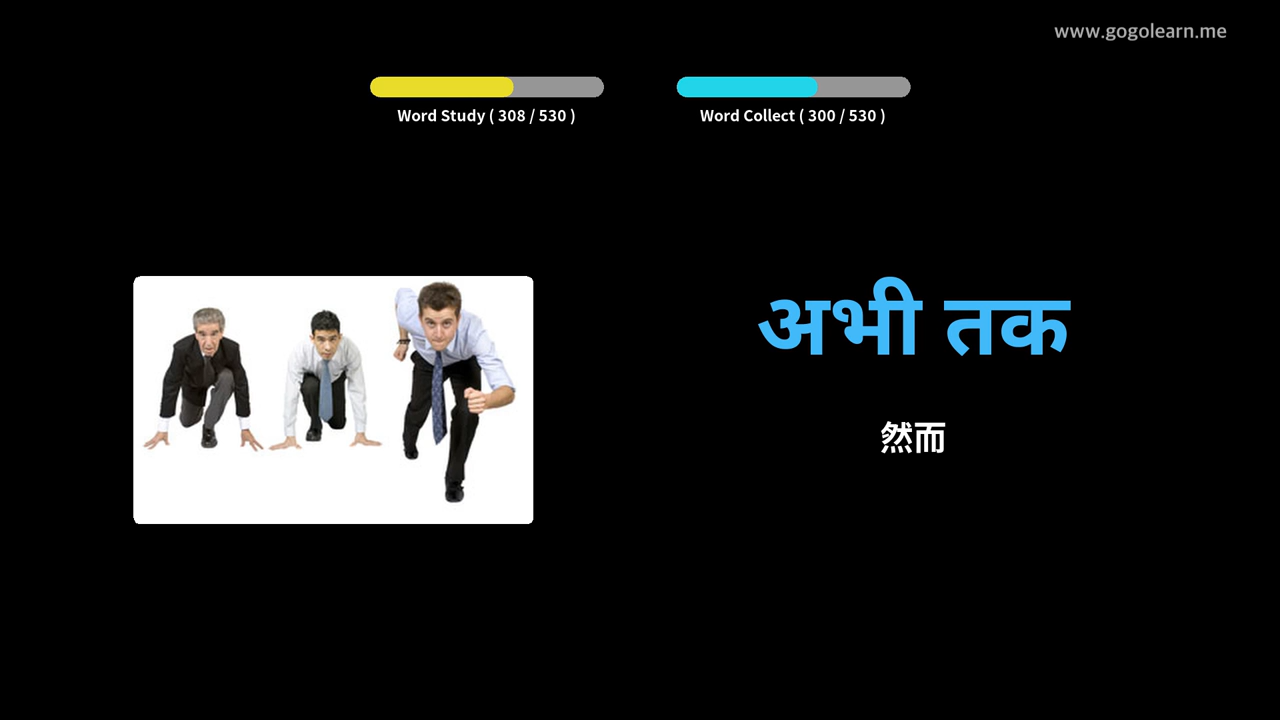 www.gogolearn.me
Word Study ( 308 / 530 )
Word Collect ( 300 / 530 )
अभी तक
然而